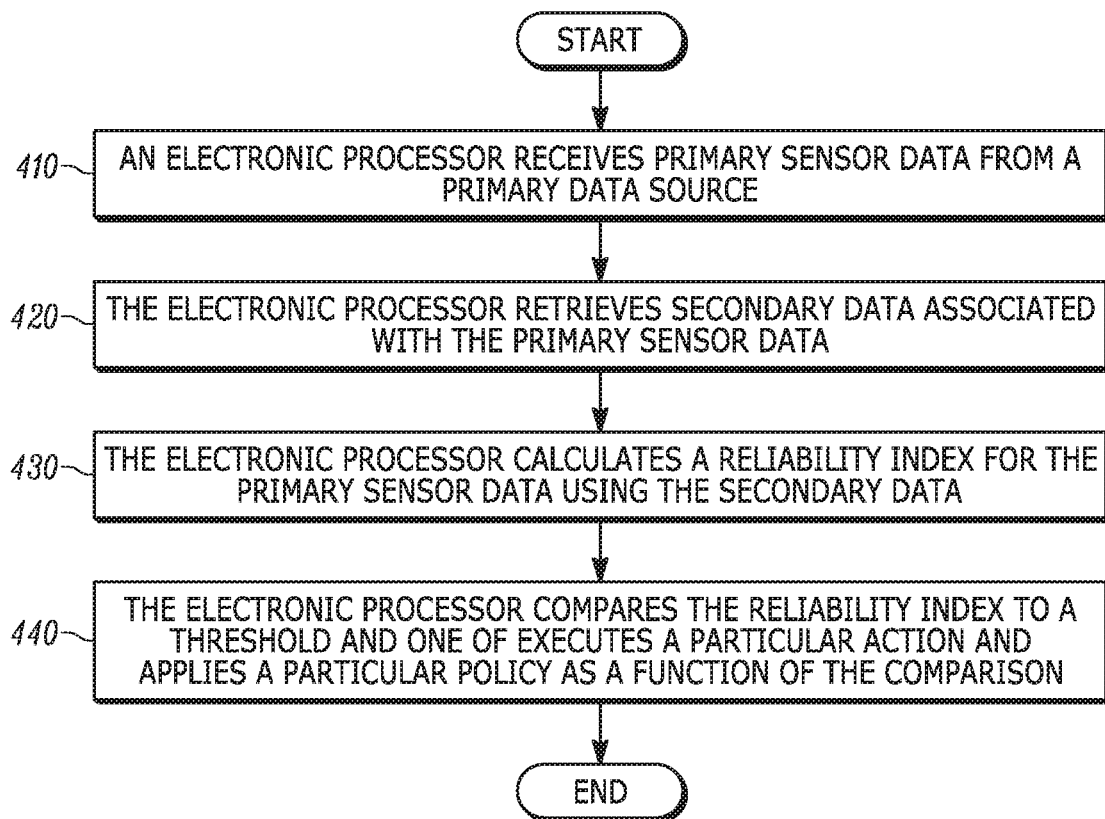 START
410
AN ELECTRONIC PROCESSOR RECEIVES PRIMARY SENSOR DATA FROM A
PRIMARY DATA SOURCE
420
THE ELECTRONIC PROCESSOR RETRIEVES SECONDARY DATA ASSOCIATED
WITH THE PRIMARY SENSOR DATA
430
THE ELECTRONIC PROCESSOR CALCULATES A RELIABILITY INDEX FOR THE
PRIMARY SENSOR DATA USING THE SECONDARY DATA
440
THE ELECTRONIC PROCESSOR COMPARES THE RELIABILITY INDEX TO A
THRESHOLD AND ONE OF EXECUTES A PARTICULAR ACTION AND
APPLIES A PARTICULAR POLICY AS A FUNCTION OF THE COMPARISON
END